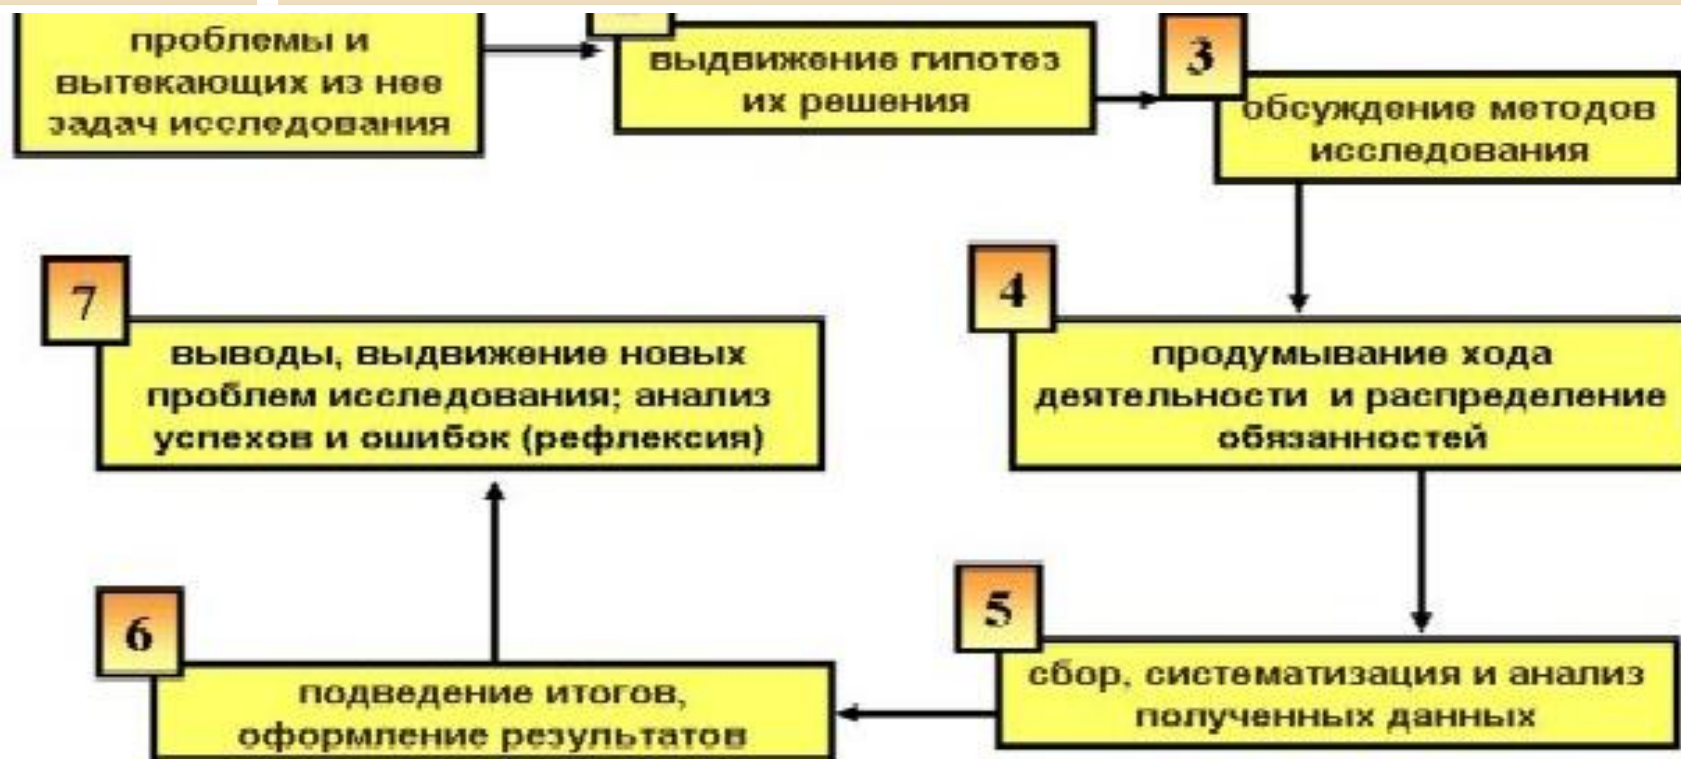 проблемы и
вытекающих из нее
задач исследования
выдвижение гипотез
их решения
3
обсуждение методов
исследования
4
продумывание хода
деятельности и распределение
обязанностей
5
сбор, систематизация и анализ
полученных данных
6
подведение итогов,
оформление результатов
7
выводы, выдвижение новых
проблем исследования; анализ
успехов и ошибок (рефлексия)